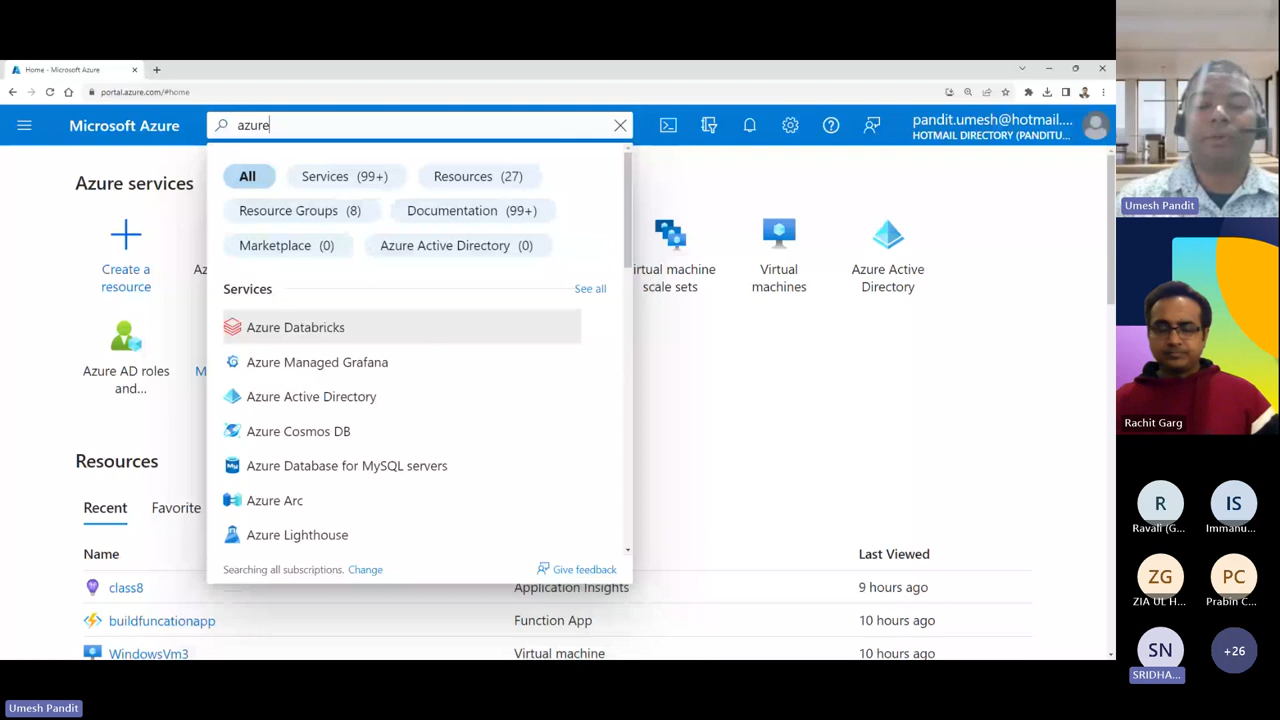 Home - Microsoft Azure
portal.azure.com/#home
Microsoft Azure
azure
pandit.umesh@hotmail....
HOTMAIL DIRECTORY (PANDITU...
All
Services (99+)
Resources (27)
Resource Groups (8)
Documentation (99+)
Marketplace (0)
Azure Active Directory (0)
Services
See all
Azure Databricks
Azure Managed Grafana
Azure Active Directory
Azure Cosmos DB
Azure Database for MySQL servers
Azure Arc
Azure Lighthouse
Searching all subscriptions. Change
Give feedback
Azure services
Create a
resource
Az
irtual machine
scale sets
Virtual
machines
Azure Active
Directory
Azure AD roles
and...
M
Resources
Recent
Favorite
Name
Last Viewed
class8
Application Insights
9 hours ago
buildfuncationapp
Function App
10 hours ago
WindowsVm3
Virtual machine
10 hours ago
Umesh Pandit
Rachit Garg
R
Ravali (G...
IS
Immanu...
ZG
ZIA UL H...
PC
Prabin C...
SN
SRIDHA...
+26
Umesh Pandit